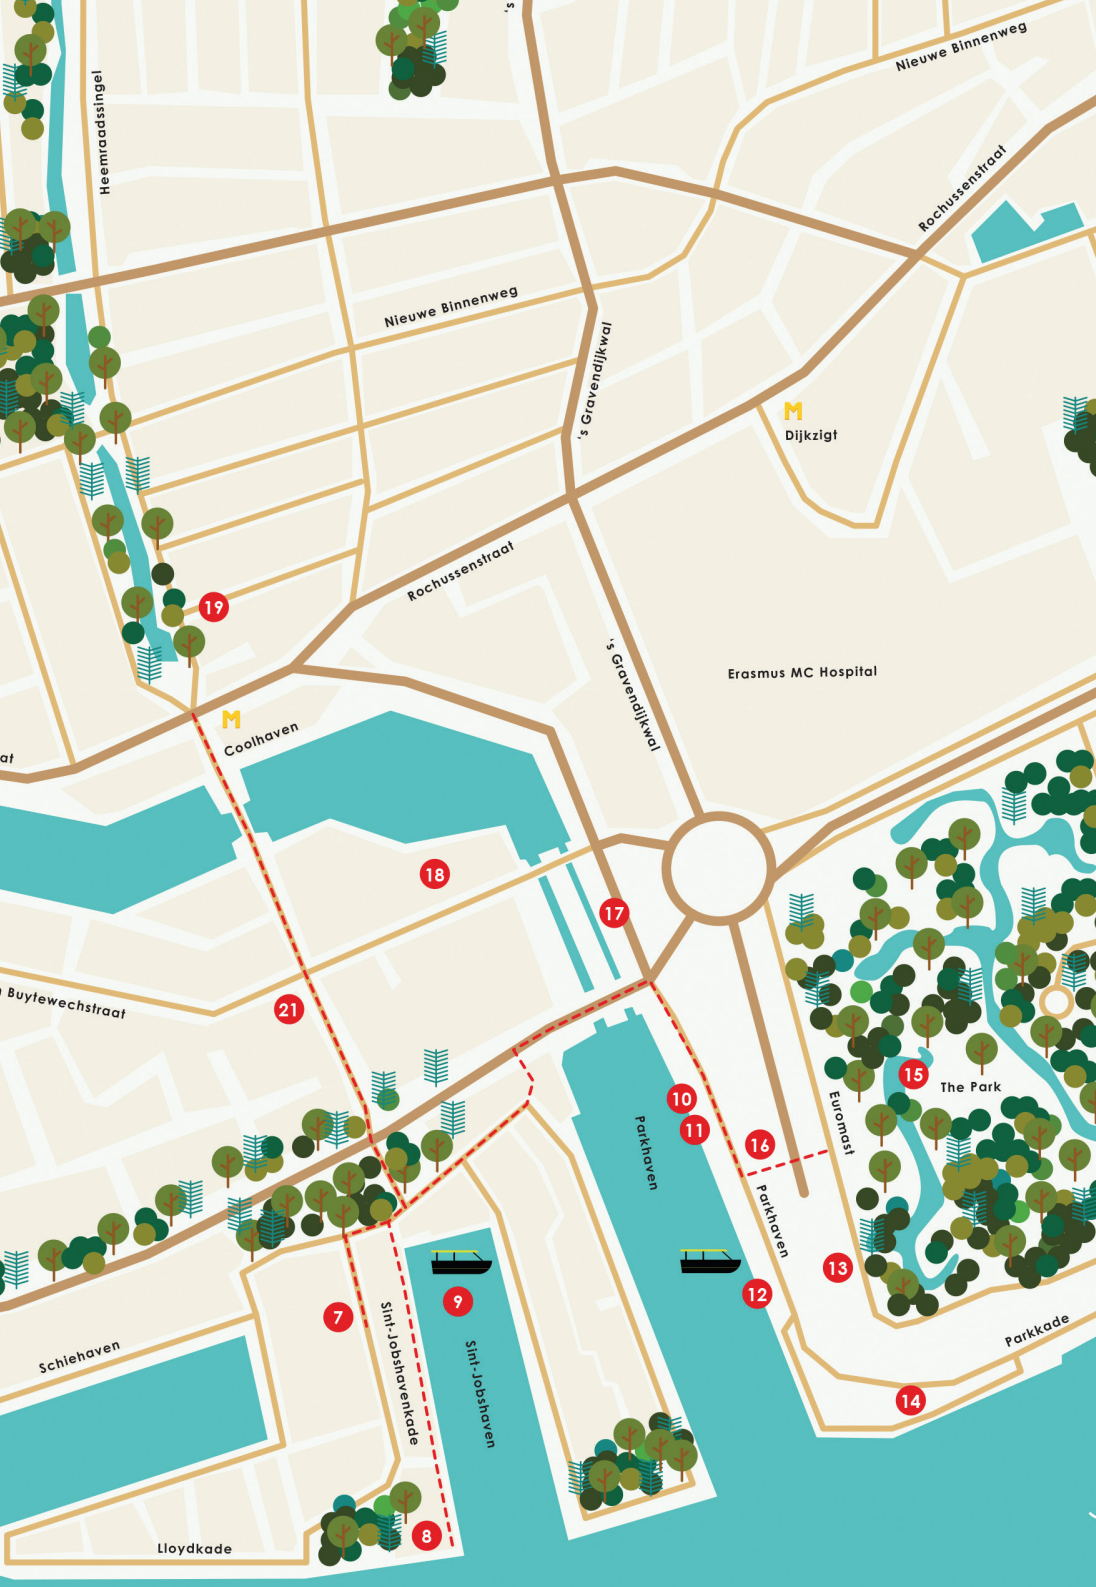 's
Nieuwe Binnenweg
Heemraadssingel
Rochussenstraat
Nieuwe Binnenweg
's Gravendijkwal
M
Dijkzigt
Rochussenstraat
19
's Gravendijkwal
Erasmus MC Hospital
M
Coolhaven
at
18
17
Buytewechstraat
21
15
The Park
10
11
Parkhaven
Euromast
16
Parkhaven
13
12
9
7
Sint-Jobshavenkade
Sint-Jobshaven
Schiehaven
Parkkade
14
8
Lloydkade